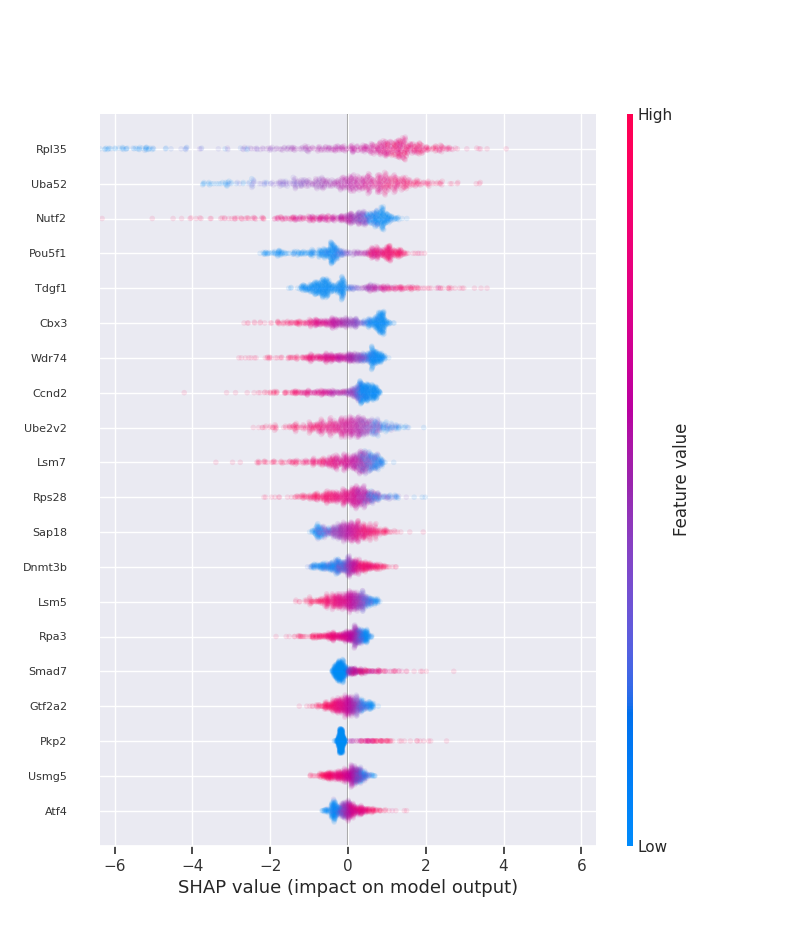 High
Rpl35
Uba52
Nutf2
Pou5f1
Tdgf1
Cbx3
Wdr74
Ccnd2
Ube2v2
Lsm7
Rps28
Sap18
Dnmt3b
Lsm5
Rpa3
Smad7
Gtf2a2
Pkp2
Usmg5
Atf4
Feature value
Low
−6 −4 −2 0 2 4 6
SHAP value (impact on model output)